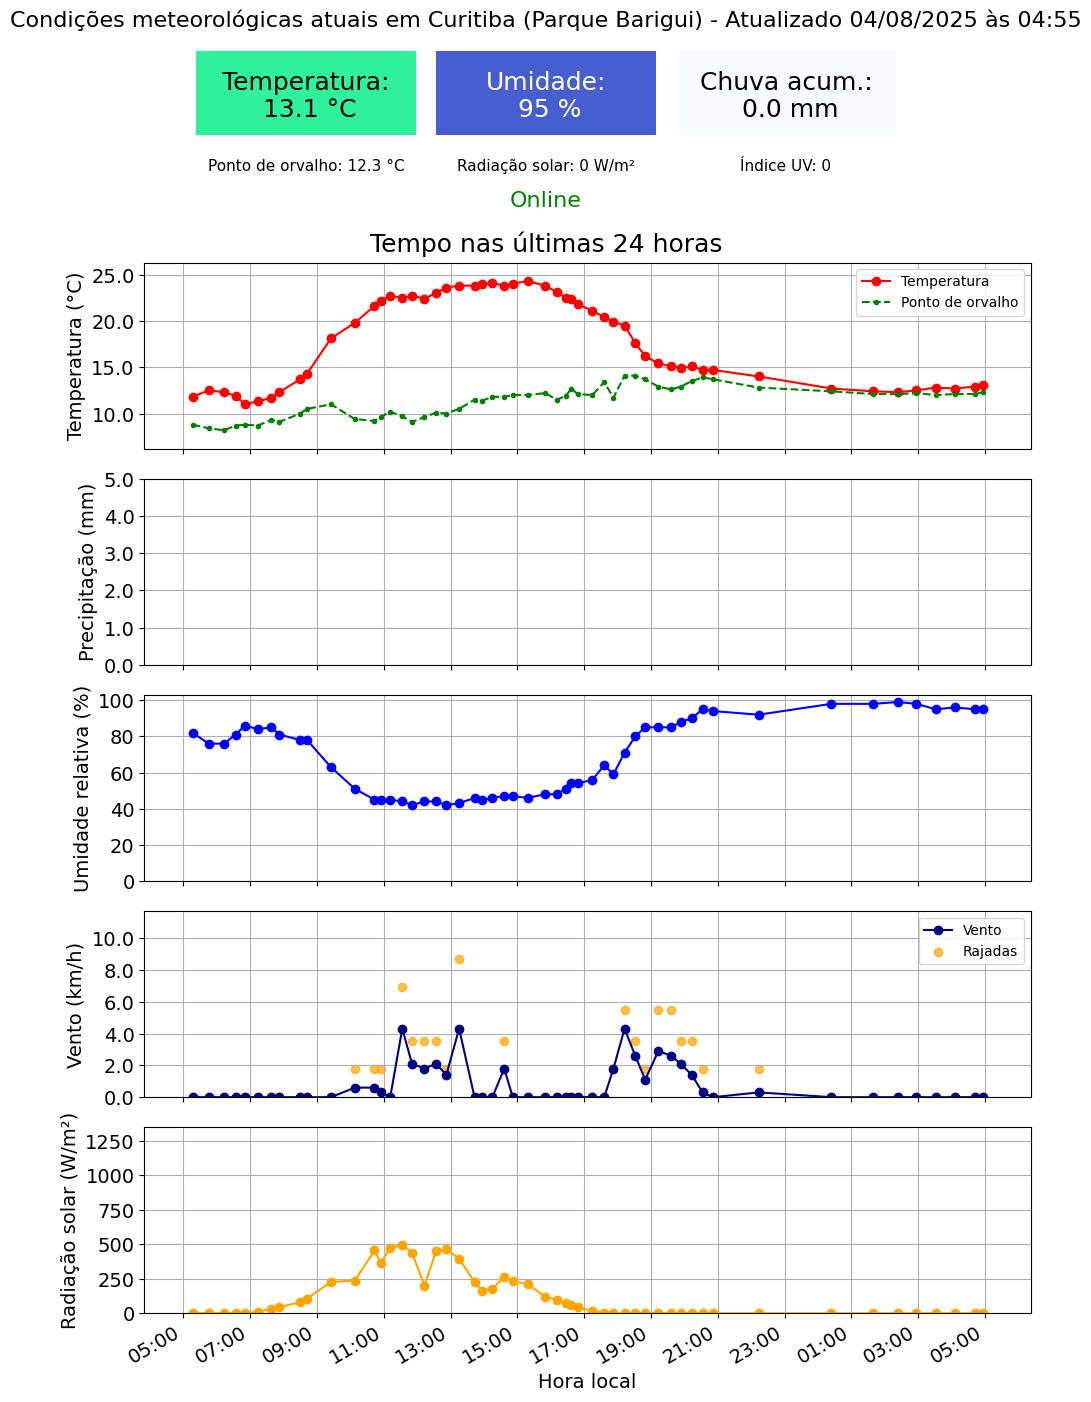 Condições meteorológicas atuais em Curitiba (Parque Barigui) - Atualizado 04/08/2025 às 04:55
Temperatura:
13.1 °C
Umidade:
95 %
Chuva acum.:
0.0 mm
Ponto de orvalho: 12.3 °C
Radiação solar: 0 W/m²
Índice UV: 0
Online
Tempo nas últimas 24 horas
Temperatura (°C)
25.0
20.0
15.0
10.0
Temperatura
Ponto de orvalho
Precipitação (mm)
5.0
4.0
3.0
2.0
1.0
0.0
Umidade relativa (%)
100
80
60
40
20
0
Vento (km/h)
10.0
8.0
6.0
4.0
2.0
0.0
Vento
Rajadas
Radiação solar (W/m²)
1250
1000
750
500
250
0
05:00
07:00
09:00
11:00
13:00
15:00
17:00
19:00
21:00
23:00
01:00
03:00
05:00
Hora local